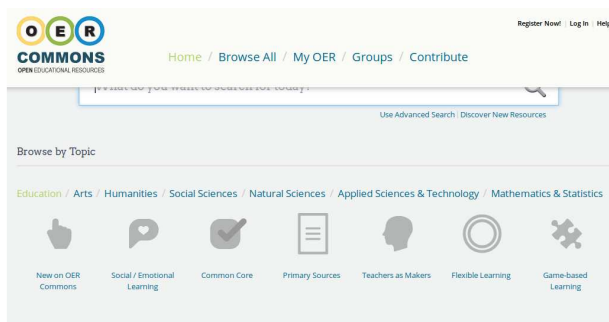 OER
COMMONS
OPEN EDUCATIONAL RESOURCES
Register Now! | Log In | Help
Home / Browse All / My OER / Groups / Contribute
What do you want to search for today?
Use Advanced Search | Discover New Resources
Browse by Topic
Education / Arts / Humanities / Social Sciences / Natural Sciences / Applied Sciences & Technology / Mathematics & Statistics
New on OER
Commons
Social / Emotional
Learning
Common Core
Primary Sources
Teachers as Makers
Flexible Learning
Game-based
Learning